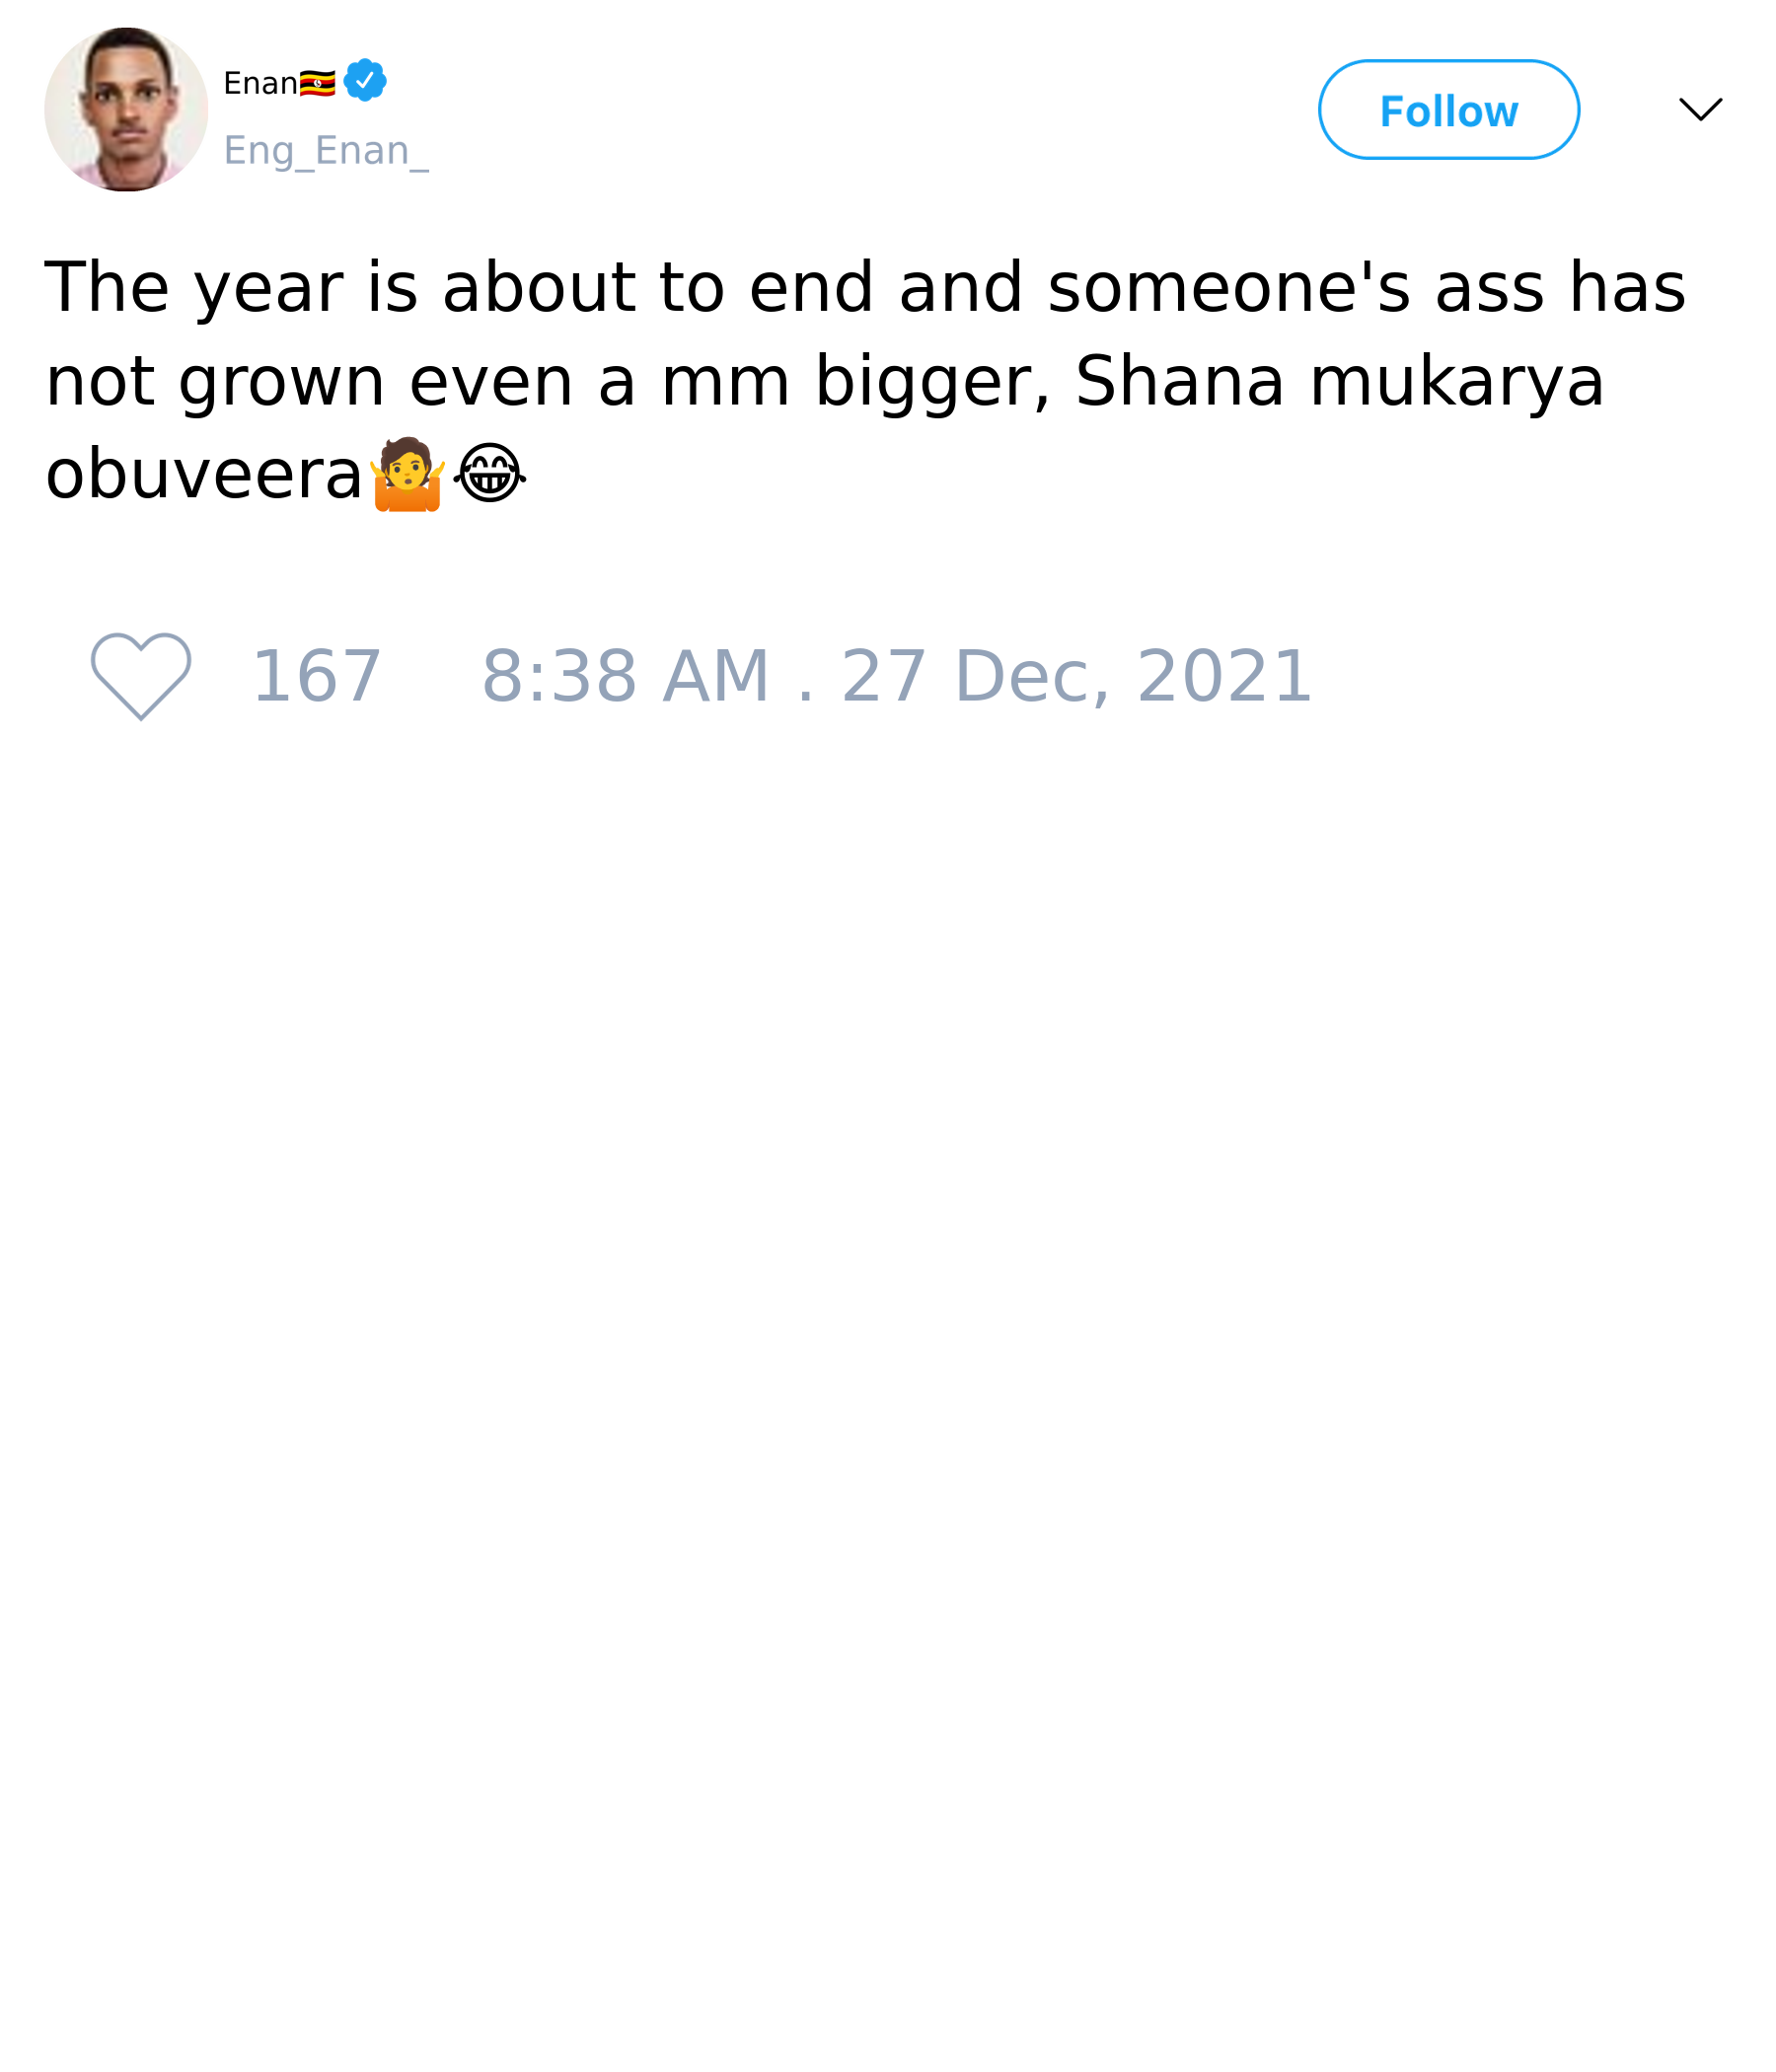 Enan🇺🇬
Eng_Enan_
Follow
The year is about to end and someone's ass has
not grown even a mm bigger, Shana mukarya
obuveera🤷😂
167 8:38 AM . 27 Dec, 2021